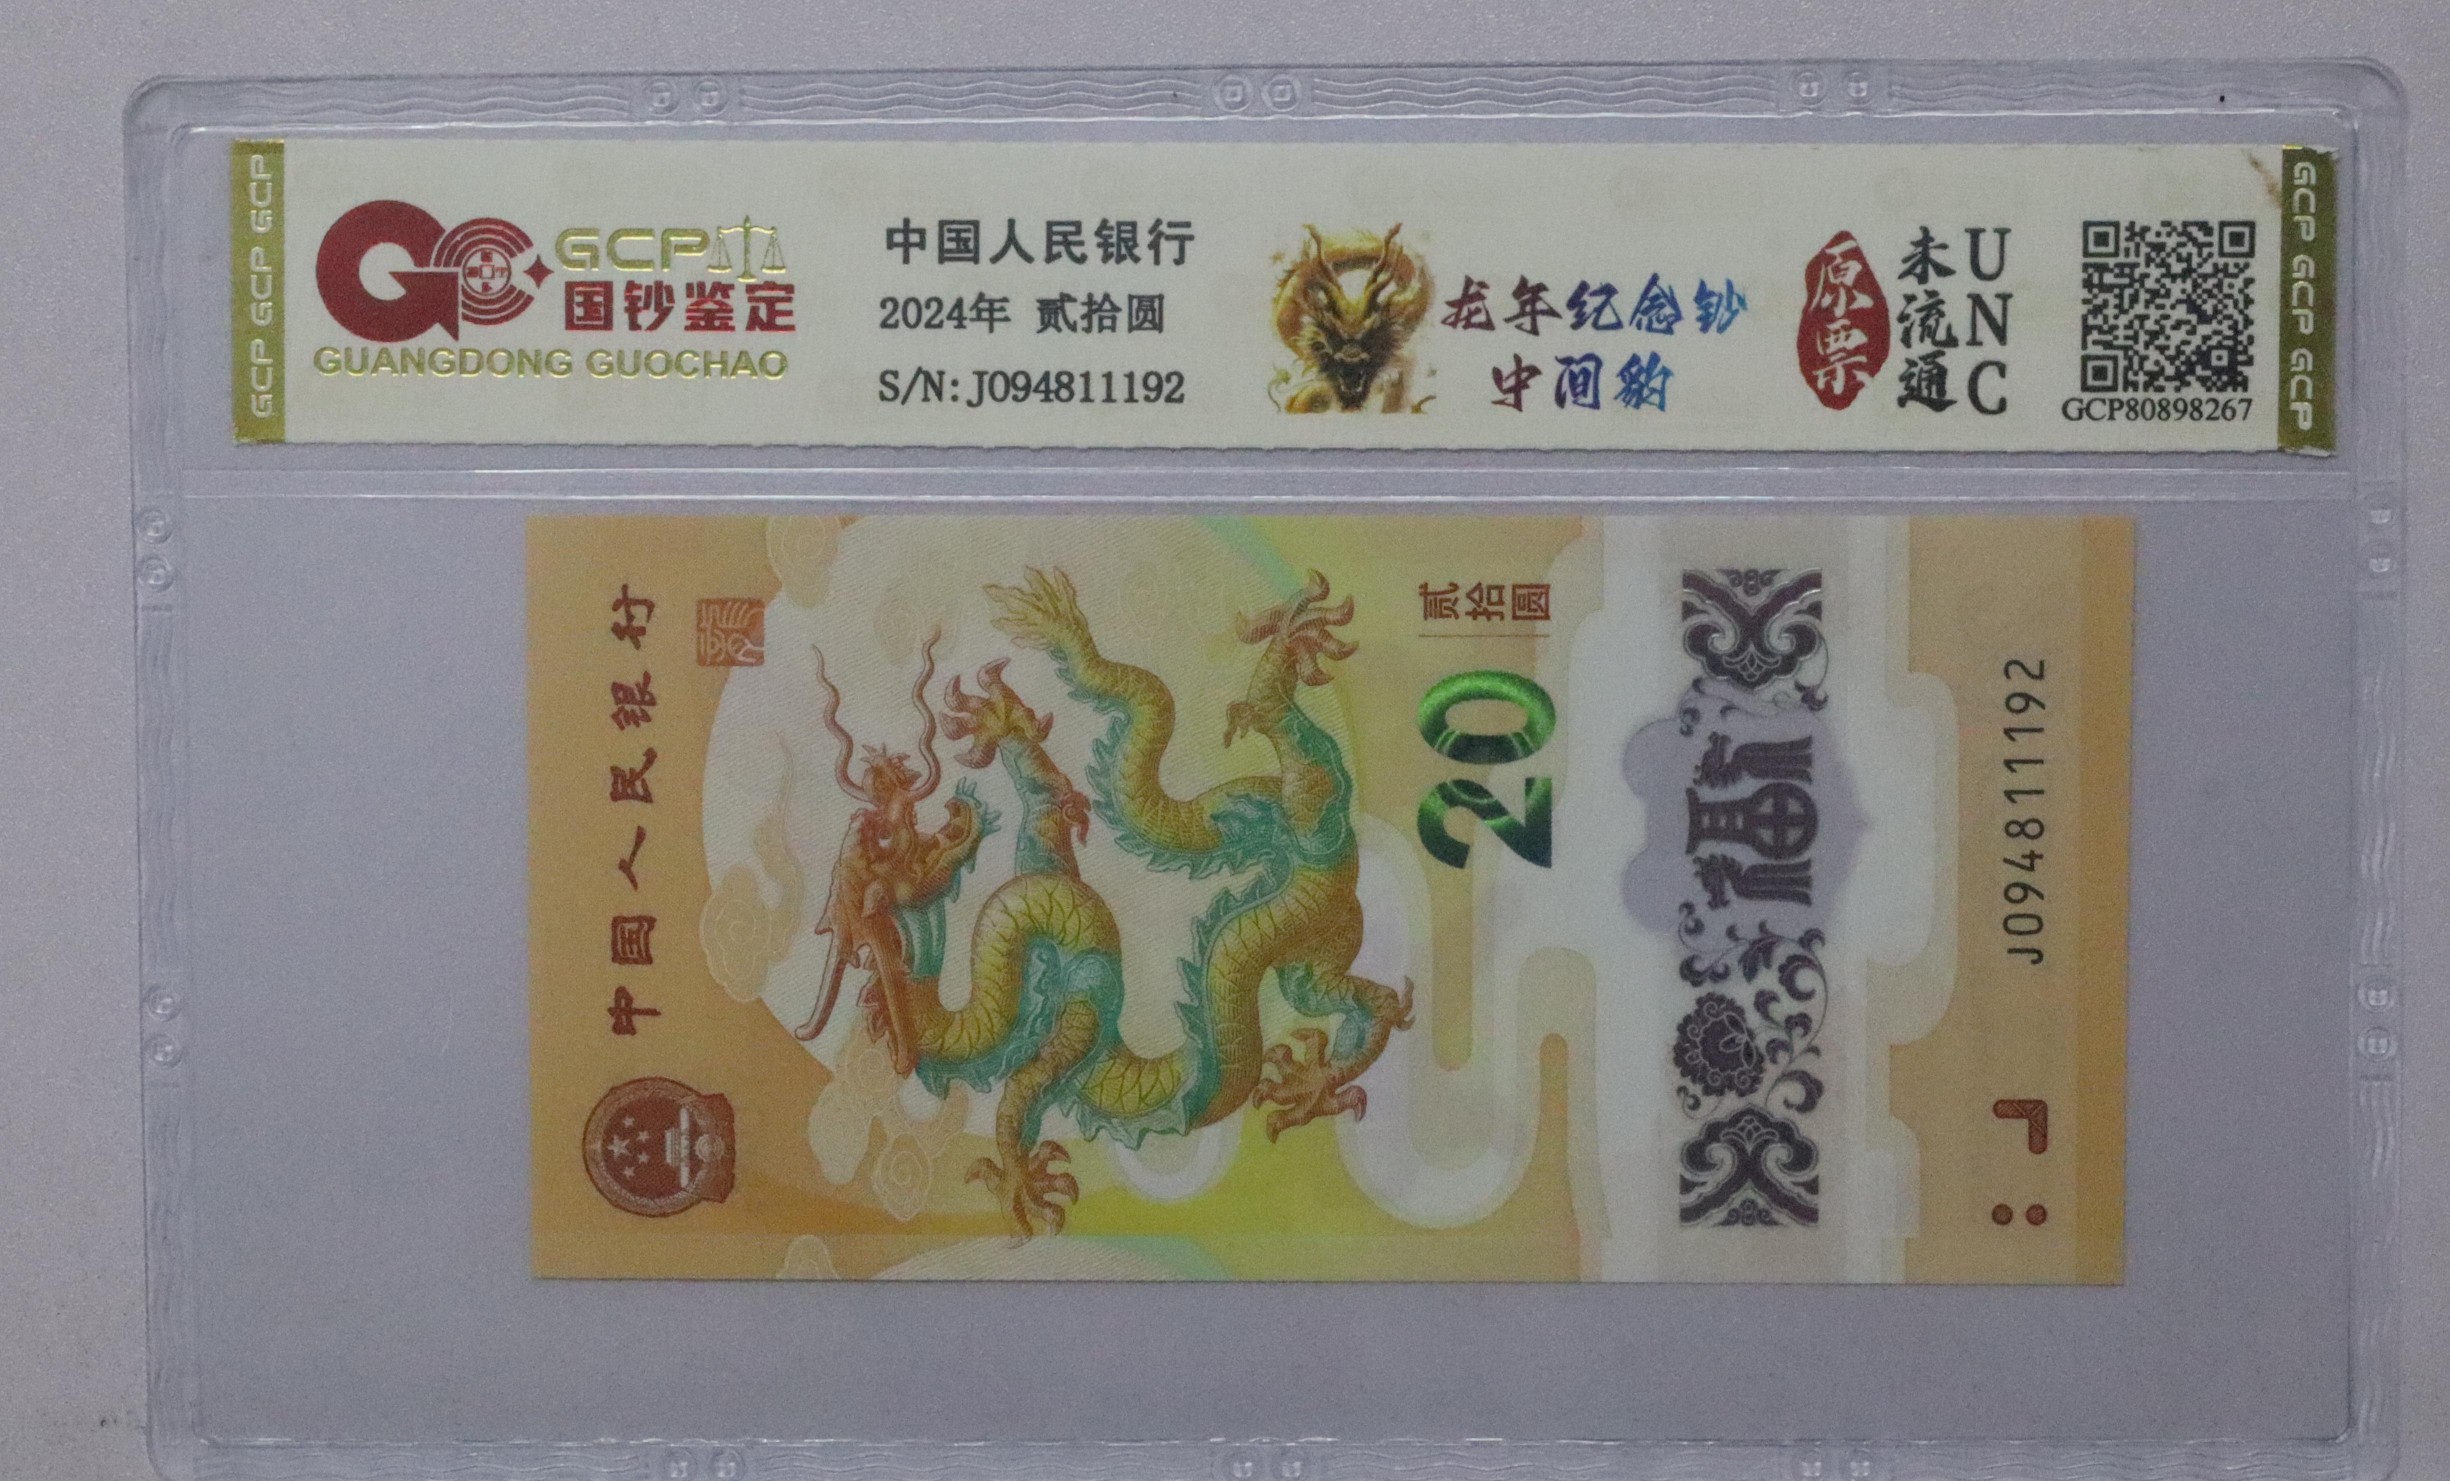 GCP GCP GCP
GCP
国钞鉴定
GUANGDONG GUOCHAO
中国人民银行
2024年 贰拾圆
S/N:J094811192
龙年纪念钞
中间豹
原票
未流通
UNC
GCP80898267
GCP GCP GCP
中国人民银行
贰拾圆
20
福
J094811192